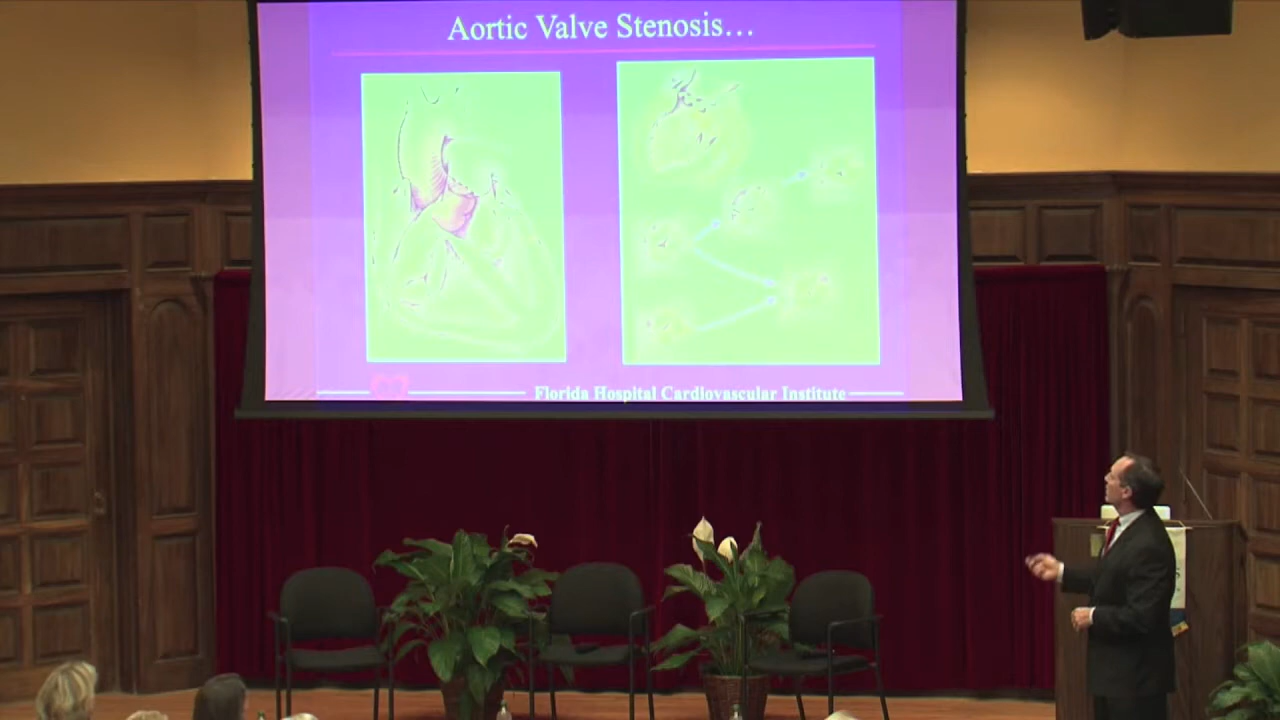 Aortic Valve Stenosis…
Florida Hospital Cardiovascular Institute